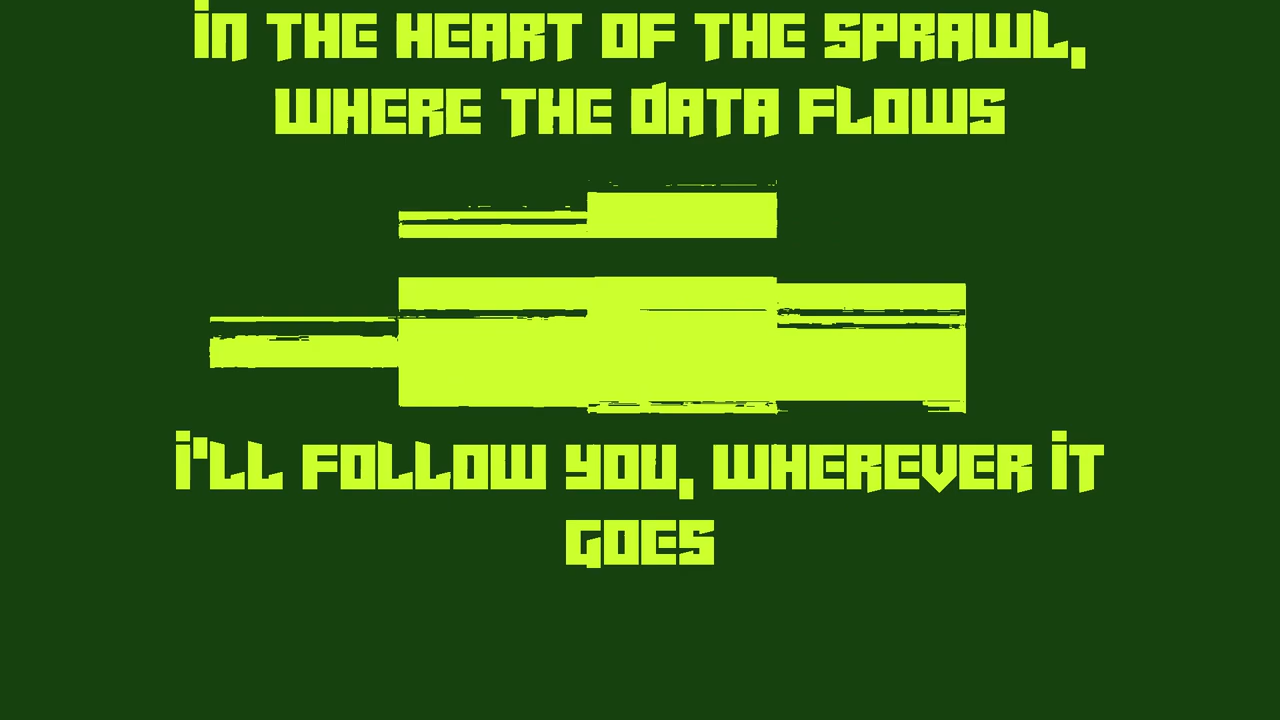 IN THE HEART OF THE SPRAWL,
WHERE THE DATA FLOWS
I'LL FOLLOW YOU, WHEREVER IT
GOES